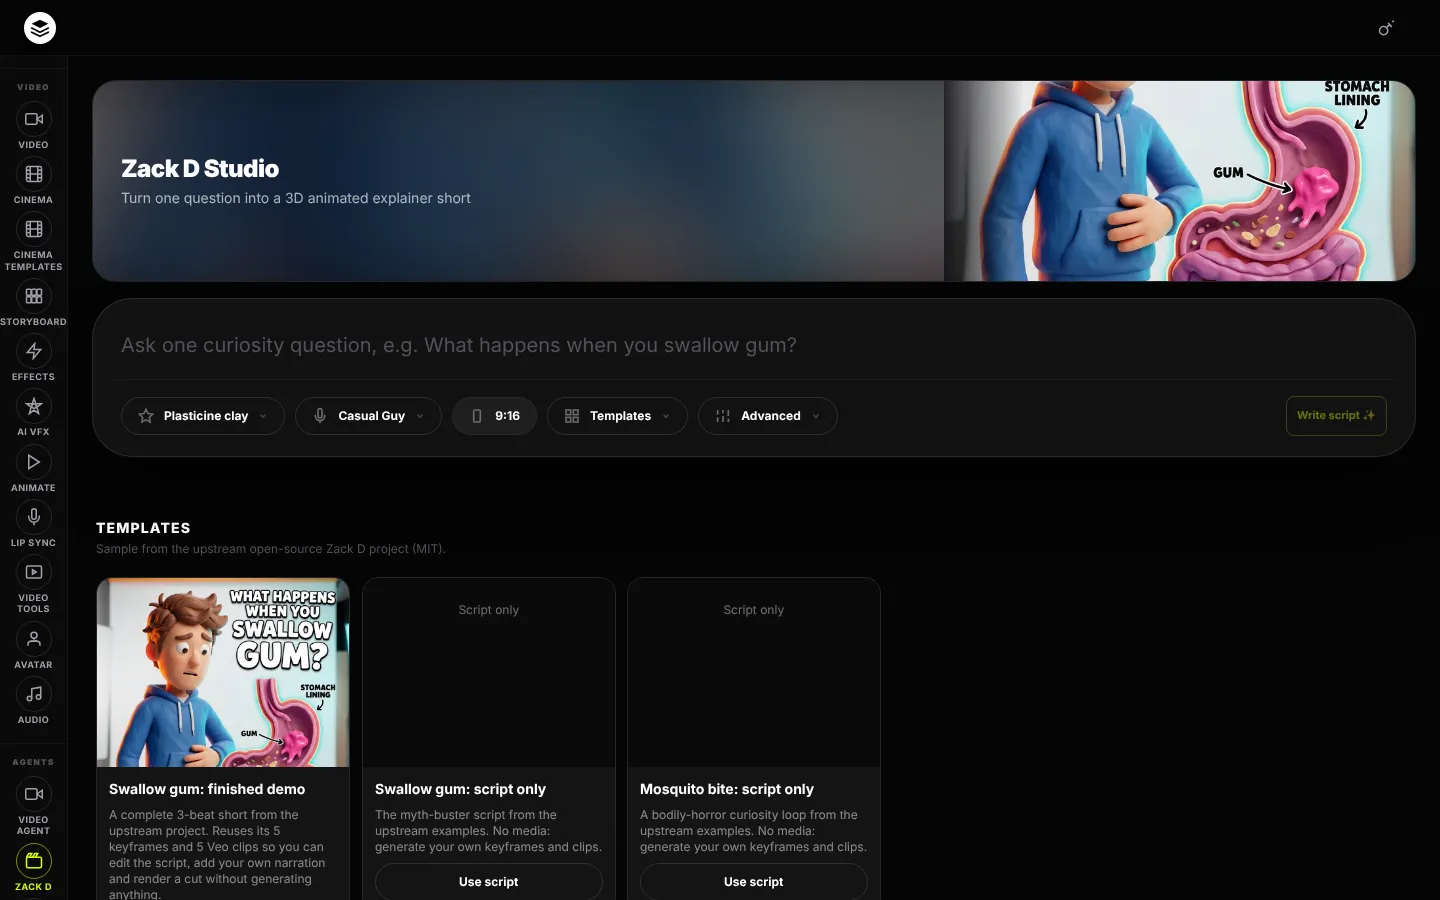 VIDEO
VIDEO
CINEMA
CINEMA
TEMPLATES
STORYBOARD
EFFECTS
AI VFX
ANIMATE
LIP SYNC
VIDEO
TOOLS
AVATAR
AUDIO
AGENTS
VIDEO
AGENT
ZACK D
Zack D Studio
Turn one question into a 3D animated explainer short
STOMACH
LINING
GUM
Ask one curiosity question, e.g. What happens when you swallow gum?
Plasticine clay
Casual Guy
9:16
Templates
Advanced
Write script
TEMPLATES
Sample from the upstream open-source Zack D project (MIT).
WHAT HAPPENS
WHEN YOU
SWALLOW
GUM?
STOMACH
LINING
GUM
Swallow gum: finished demo
A complete 3-beat short from the
upstream project. Reuses its 5
keyframes and 5 Veo clips so you can
edit the script, add your own narration
and render a cut without generating
anything.
Script only
Swallow gum: script only
The myth-buster script from the
upstream examples. No media:
generate your own keyframes and clips.
Use script
Script only
Mosquito bite: script only
A bodily-horror curiosity loop from the
upstream examples. No media:
generate your own keyframes and clips.
Use script